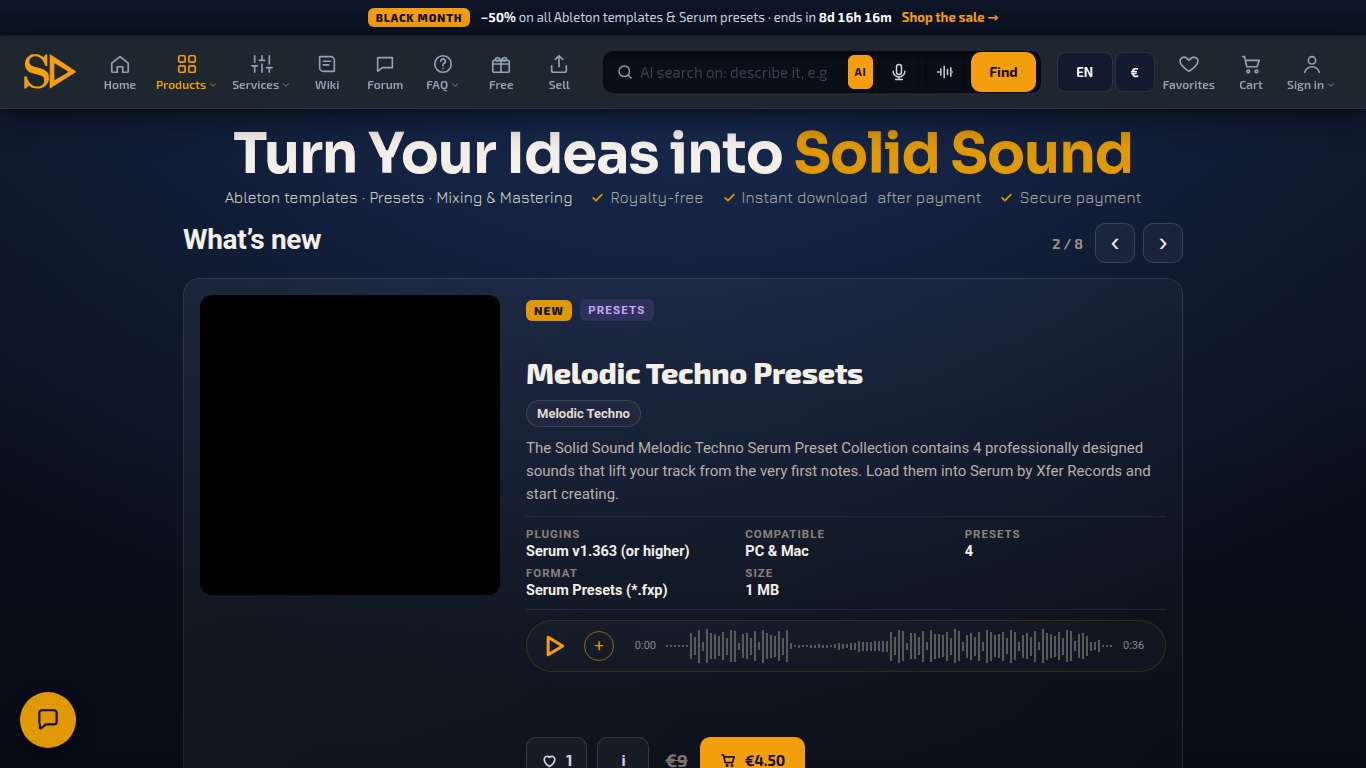 BLACK MONTH −50% on all Ableton templates & Serum presets · ends in 8d 16h 16m Shop the sale →
Home Products Services Wiki Forum FAQ Free Sell
AI search on: describe it, e.g AI Find EN € Favorites Cart Sign in
Turn Your Ideas into Solid Sound
Ableton templates · Presets · Mixing & Mastering ✓ Royalty-free ✓ Instant download after payment ✓ Secure payment
What's new 2 / 8 ‹ ›
NEW PRESETS
Melodic Techno Presets
Melodic Techno
The Solid Sound Melodic Techno Serum Preset Collection contains 4 professionally designed
sounds that lift your track from the very first notes. Load them into Serum by Xfer Records and
start creating.
PLUGINS COMPATIBLE PRESETS
Serum v1.363 (or higher) PC & Mac 4
FORMAT SIZE
Serum Presets (*.fxp) 1 MB
+ 0:00 0:36
1 i €9 €4.50